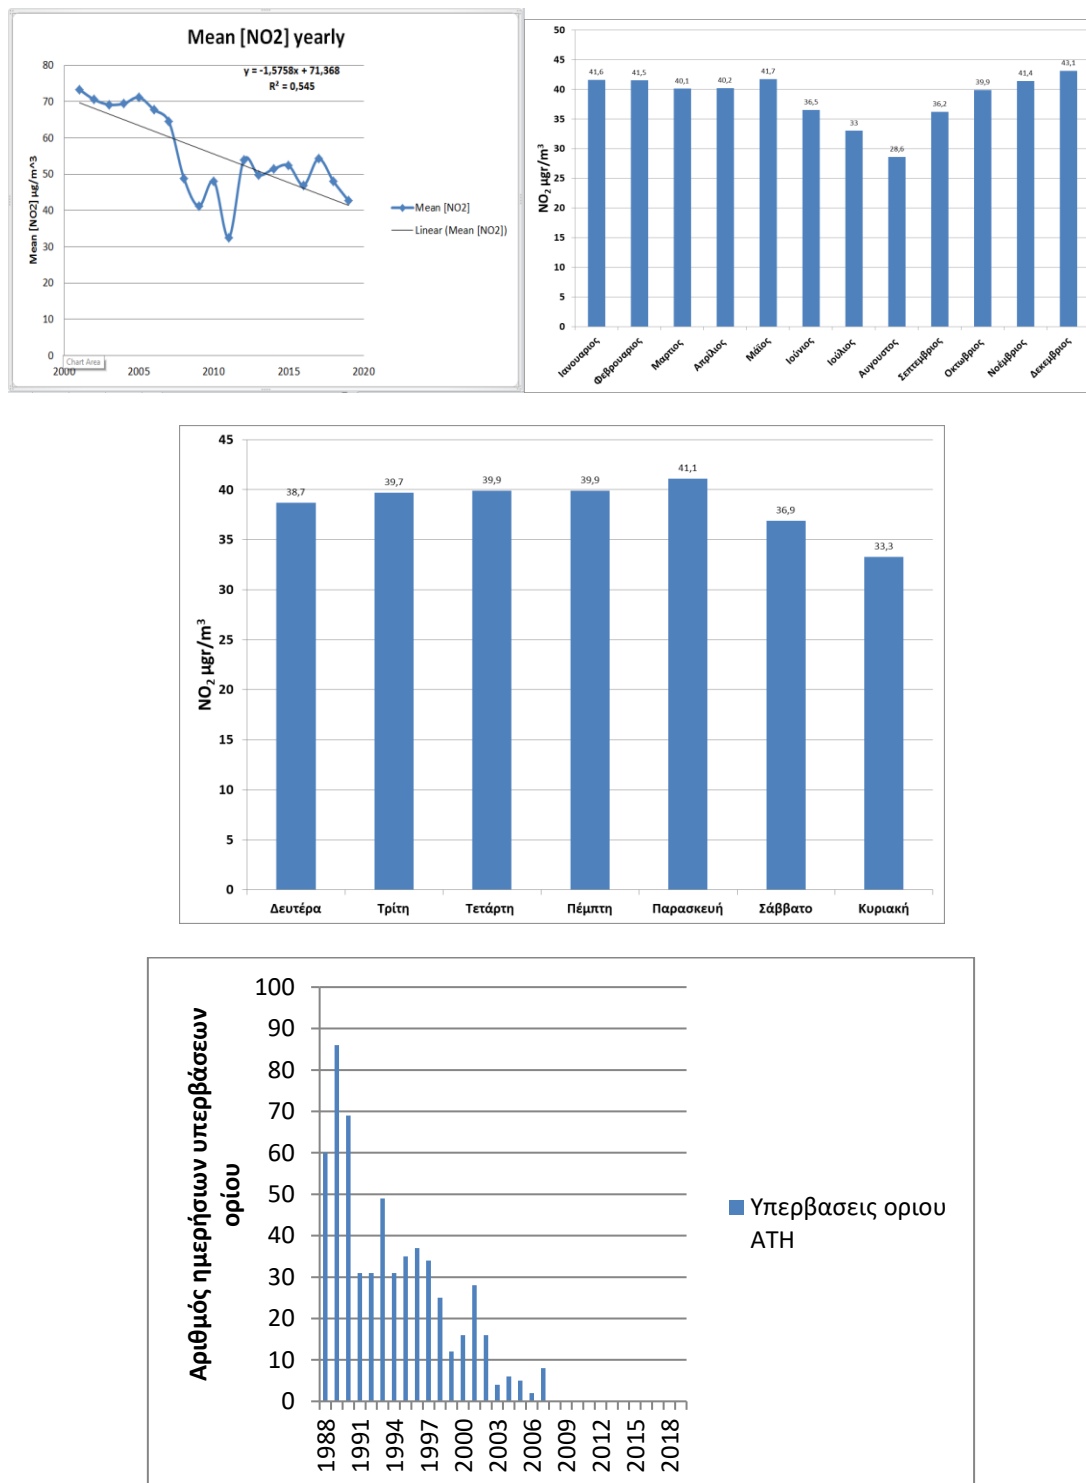 Mean [NO2] yearly
y = -1,5758x + 71,368
R² = 0,545
80
70
60
50
40
30
20
10
0
Mean [NO2] μg/m^3
Mean [NO2]
Linear (Mean [NO2])
Chart Area
2000 2005 2010 2015 2020
50
45
40
35
30
25
20
15
10
5
0
NO₂ μgr/m³
41,6 41,5 40,1 40,2 41,7 36,5 33 28,6 36,2 39,9 41,4 43,1
Ιανουαριος Φεβρουαριος Μαρτιος Απρίλιος Μάϊος Ιούνιος Ιούλιος Αυγουστος Σεπτεμβριος Οκτωβριος Νοέμβριος Δεκεμβριος
45
40
35
30
25
20
15
10
5
0
NO₂ μgr/m³
38,7 39,7 39,9 39,9 41,1 36,9 33,3
Δευτέρα Τρίτη Τετάρτη Πέμπτη Παρασκευή Σάββατο Κυριακή
100
90
80
70
60
50
40
30
20
10
0
Αριθμός ημερήσιων υπερβάσεων
ορίου
Υπερβασεις οριου
ΑΤΗ
1988 1991 1994 1997 2000 2003 2006 2009 2012 2015 2018